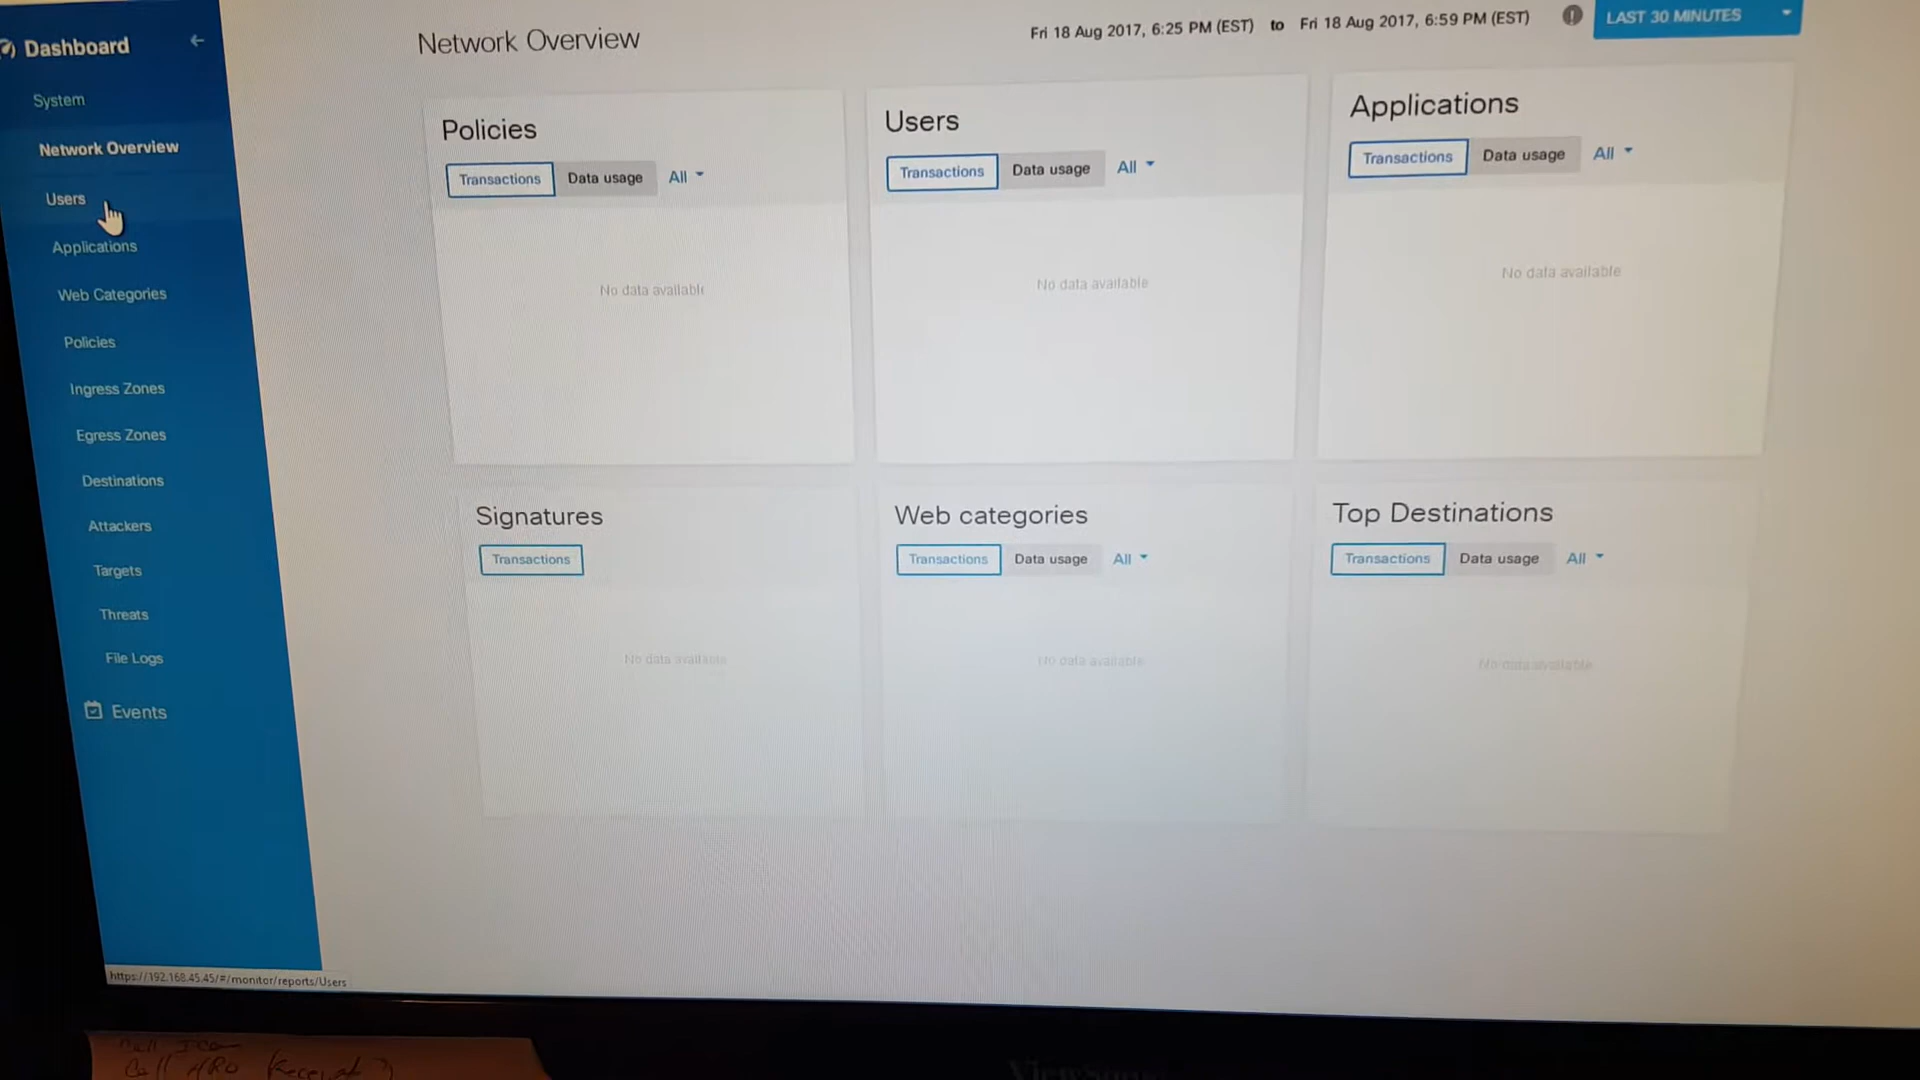 Dashboard
System
Network Overview
Users
Applications
Web Categories
Policies
Ingress Zones
Egress Zones
Destinations
Attackers
Targets
Threats
File Logs
Events
https://192.168.45.45/#/monitor/reports/Users
Network Overview
Fri 18 Aug 2017, 6:25 PM (EST) to Fri 18 Aug 2017, 6:59 PM (EST)
LAST 30 MINUTES
Policies
Transactions Data usage All
No data available
Users
Transactions Data usage All
No data available
Applications
Transactions Data usage All
No data available
Signatures
Transactions
No data available
Web categories
Transactions Data usage All
No data available
Top Destinations
Transactions Data usage All
No data available
Call
Call